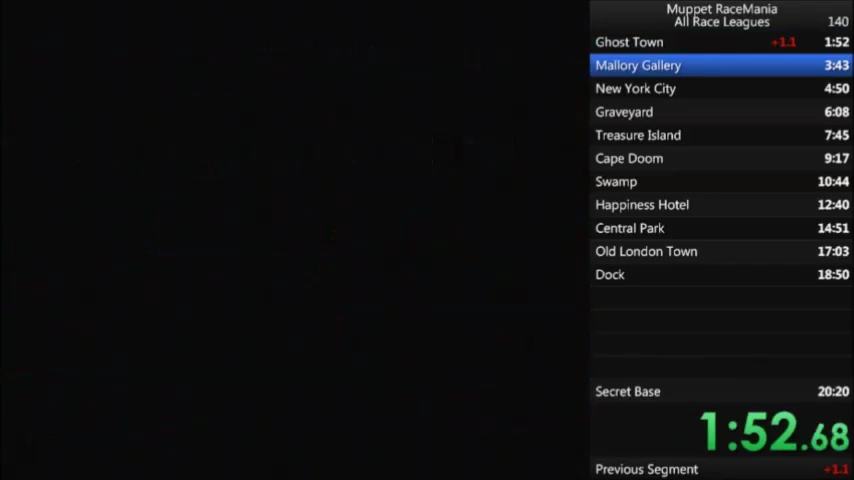 Muppet RaceMania
All Race Leagues 140
Ghost Town +1.1 1:52
Mallory Gallery 3:43
New York City 4:50
Graveyard 6:08
Treasure Island 7:45
Cape Doom 9:17
Swamp 10:44
Happiness Hotel 12:40
Central Park 14:51
Old London Town 17:03
Dock 18:50
Secret Base 20:20
1:52.68
Previous Segment +1.1